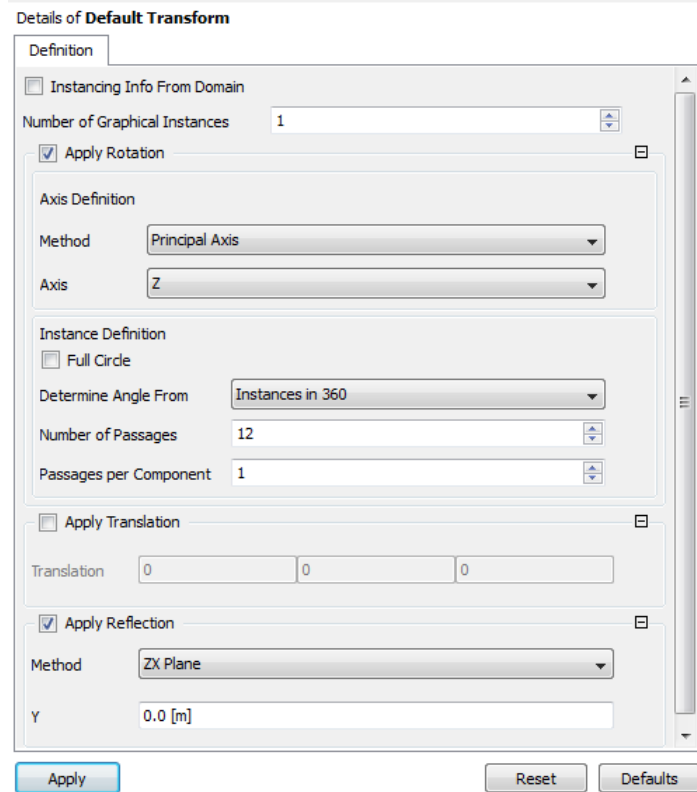 Details of Default Transform
Definition
Instancing Info From Domain
Number of Graphical Instances 1
Apply Rotation
Axis Definition
Method Principal Axis
Axis Z
Instance Definition
Full Circle
Determine Angle From Instances in 360
Number of Passages 12
Passages per Component 1
Apply Translation
Translation 0 0 0
Apply Reflection
Method ZX Plane
Y 0.0 [m]
Apply Reset Defaults